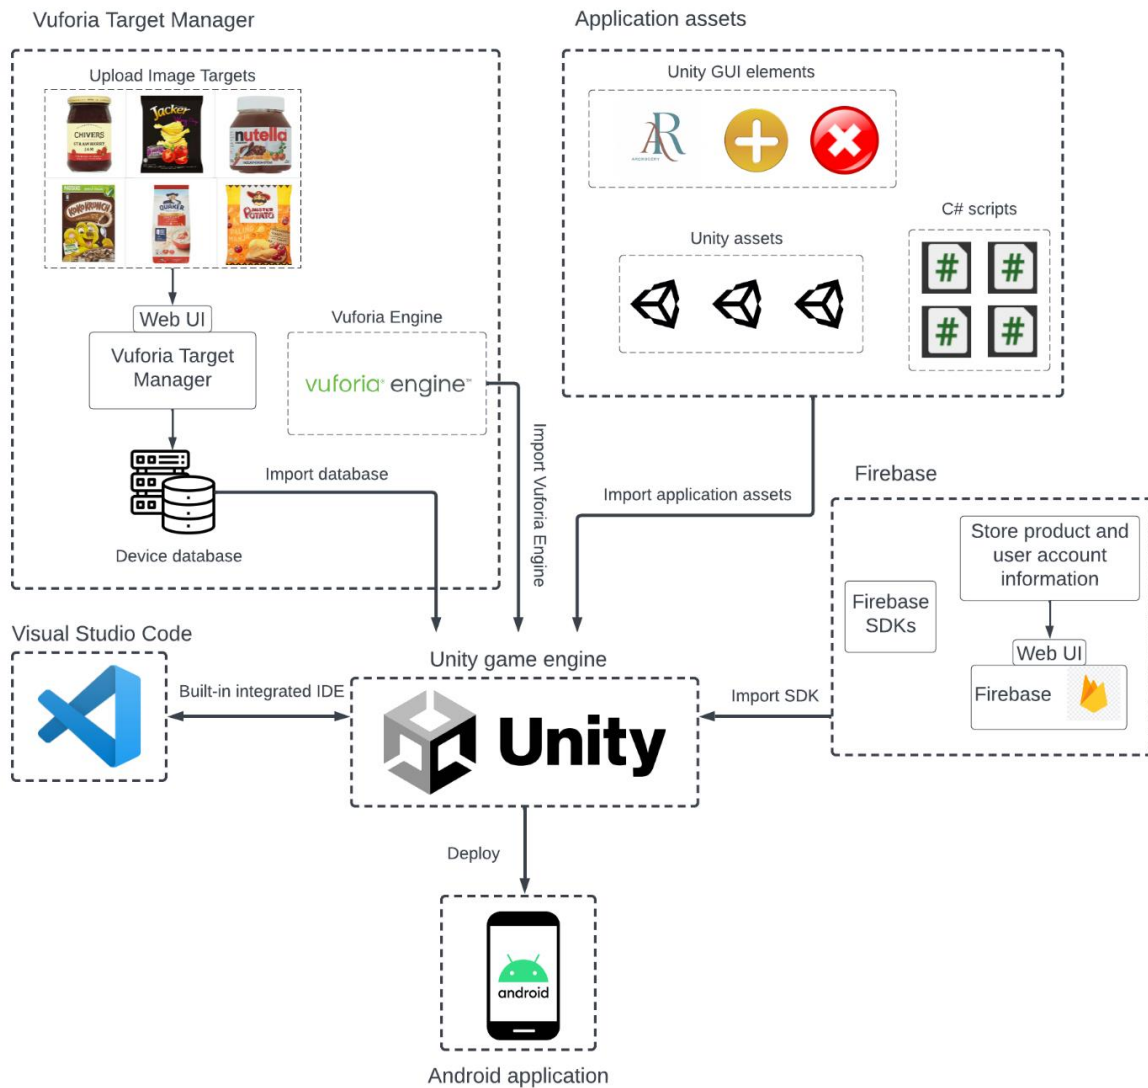 Vuforia Target Manager
Upload Image Targets
CHIVERS
STRAWBERRY
JAM
Jacker
nutella
KOKO KRUNCH
QUAKER
MISTER
POTATO
Web UI
Vuforia Target
Manager
Vuforia Engine
vuforia® engine™
Import database
Device database
Import Vuforia Engine
Application assets
Unity GUI elements
AR
Unity assets
C# scripts
#
#
#
#
Import application assets
Firebase
Store product and
user account
information
Firebase
SDKs
Web UI
Firebase
Import SDK
Visual Studio Code
Built-in integrated IDE
Unity game engine
Unity
Deploy
android
Android application